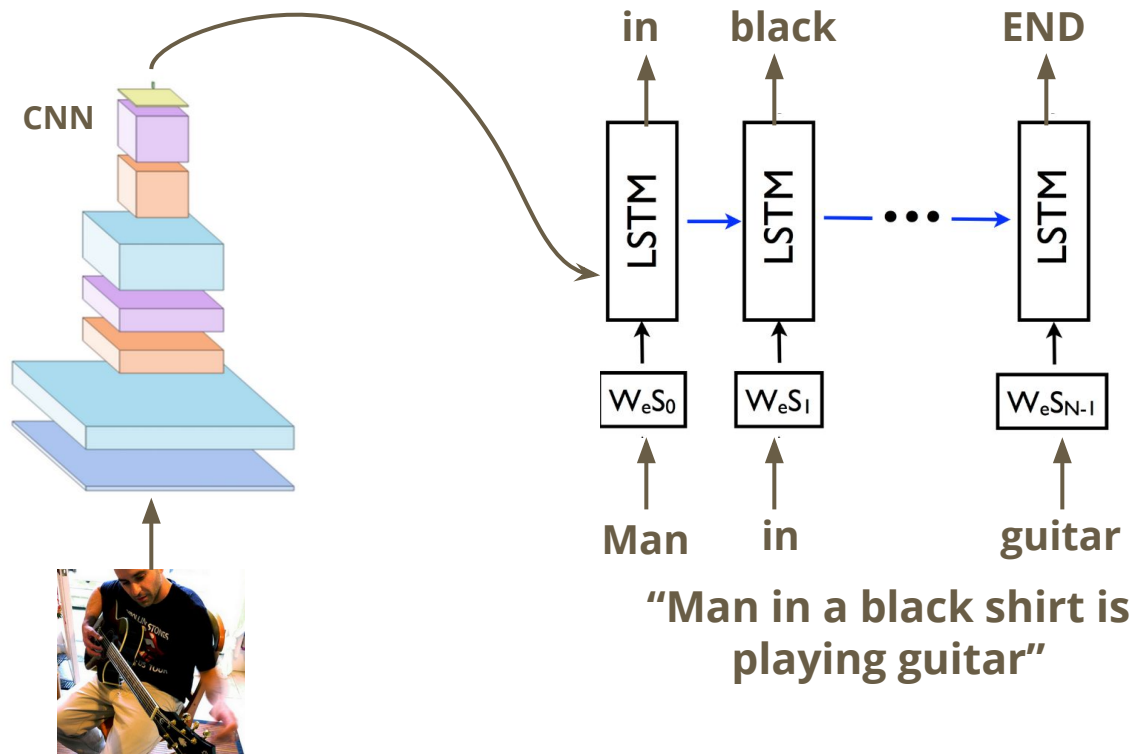 in black END
CNN
LSTM LSTM ••• LSTM
WeS0 WeS1 WeSN-1
Man in guitar
“Man in a black shirt is
playing guitar”